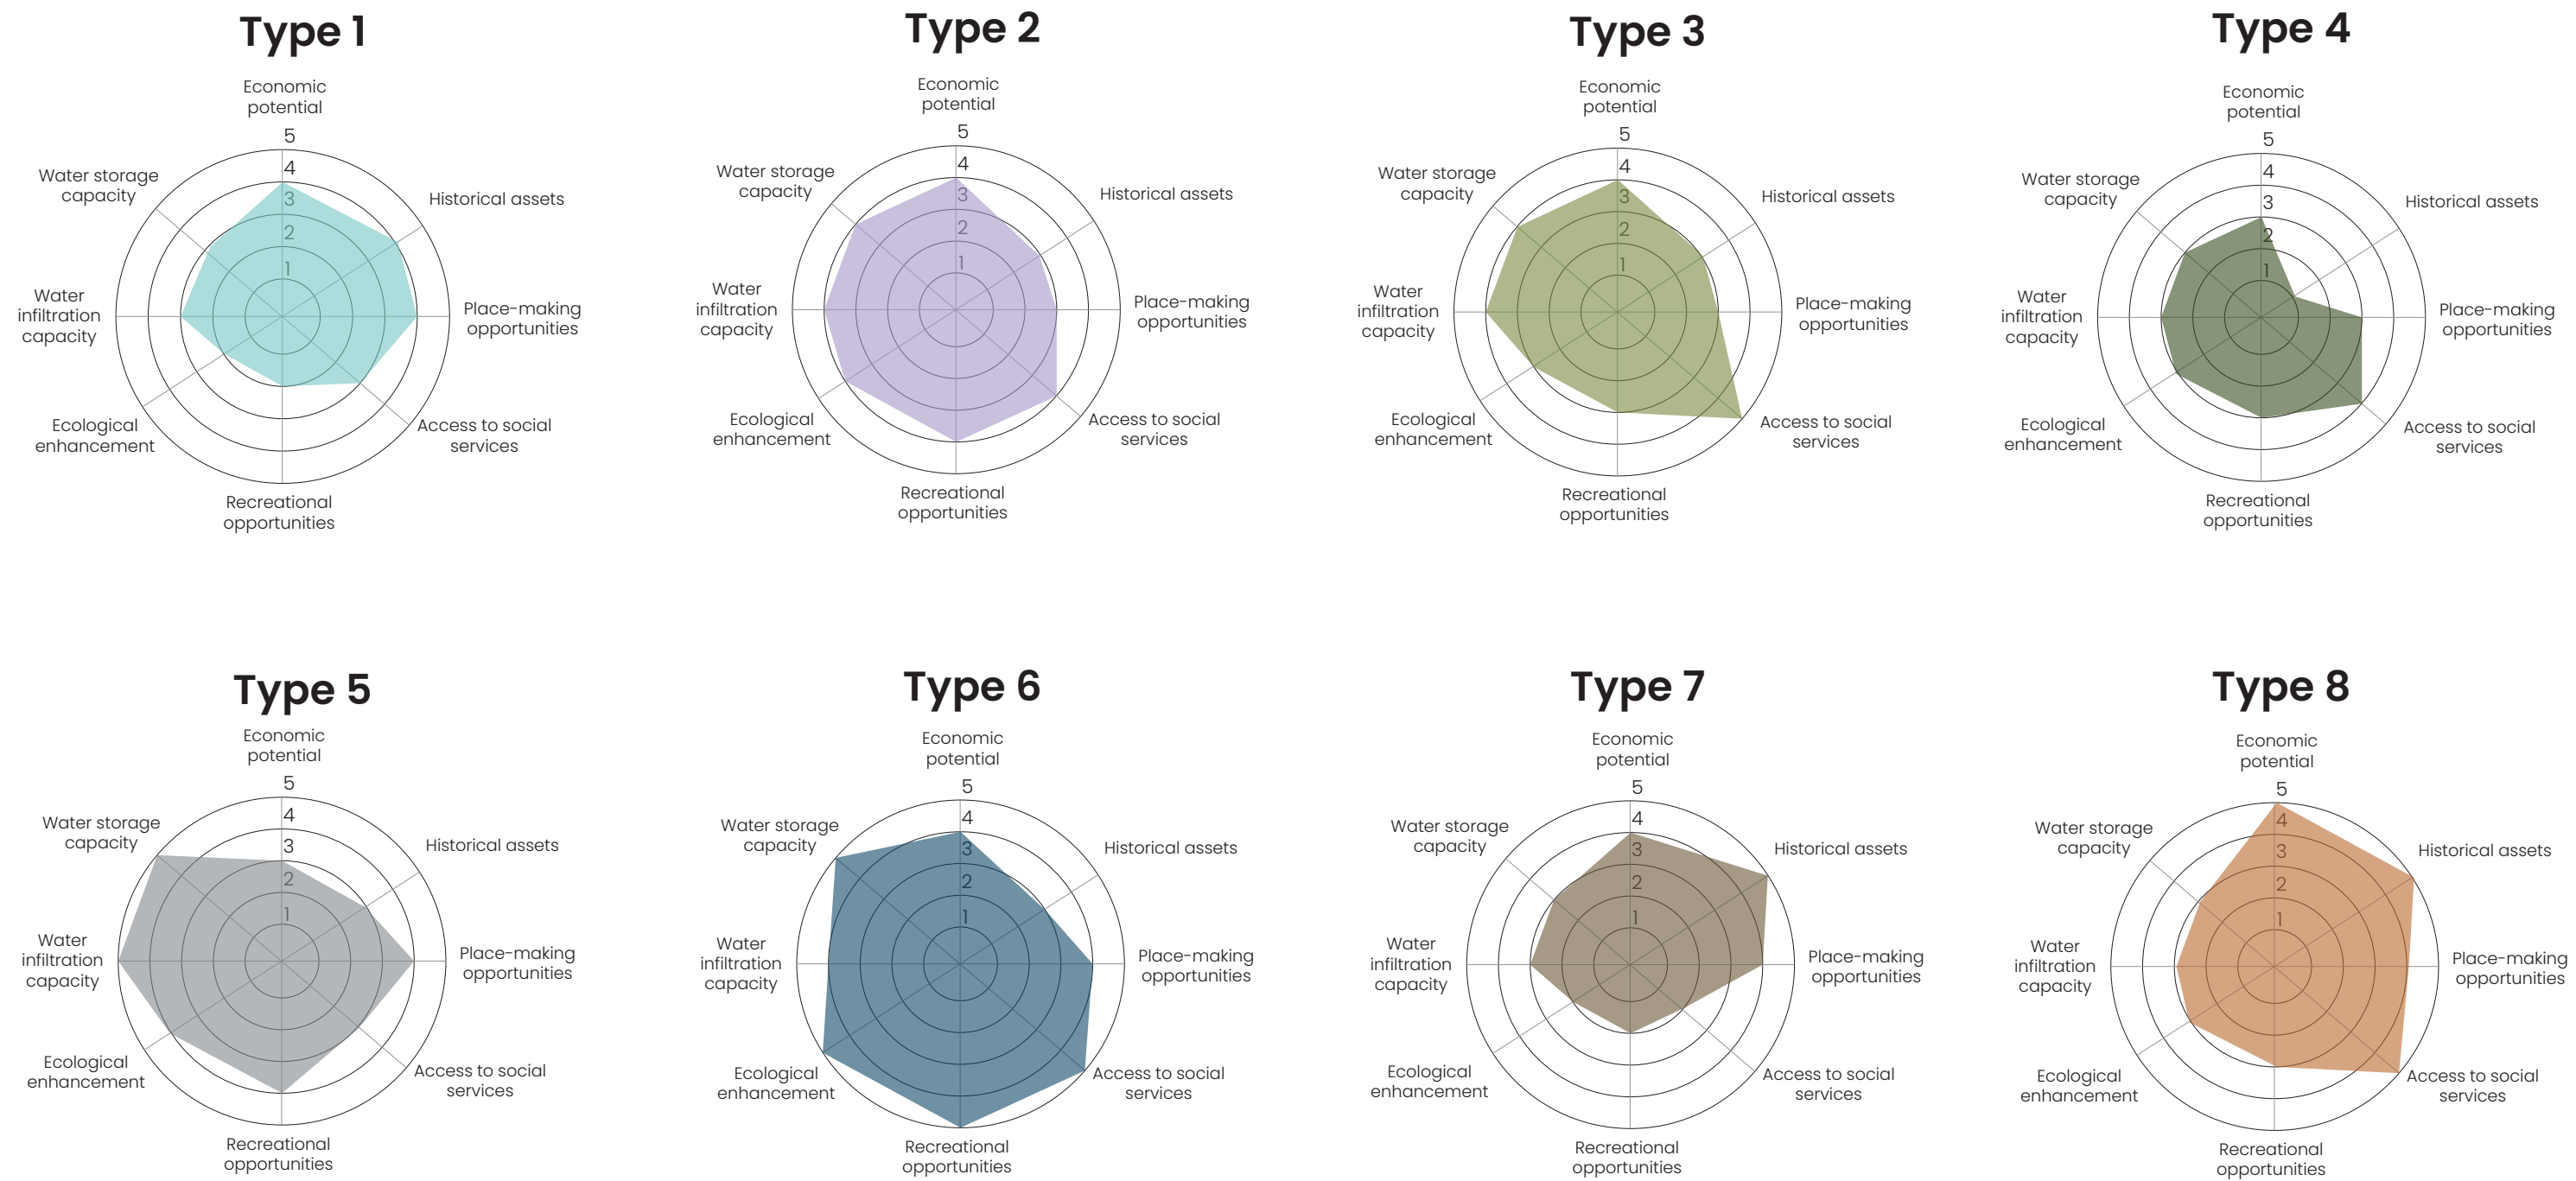 Type 1
Economic
potential
5
4
3
2
1
Historical assets
Place-making
opportunities
Access to social
services
Recreational
opportunities
Ecological
enhancement
Water
infiltration
capacity
Water storage
capacity
Type 2
Economic
potential
5
4
3
2
1
Historical assets
Place-making
opportunities
Access to social
services
Recreational
opportunities
Ecological
enhancement
Water
infiltration
capacity
Water storage
capacity
Type 3
Economic
potential
5
4
3
2
1
Historical assets
Place-making
opportunities
Access to social
services
Recreational
opportunities
Ecological
enhancement
Water
infiltration
capacity
Water storage
capacity
Type 4
Economic
potential
5
4
3
2
1
Historical assets
Place-making
opportunities
Access to social
services
Recreational
opportunities
Ecological
enhancement
Water
infiltration
capacity
Water storage
capacity
Type 5
Economic
potential
5
4
3
2
1
Historical assets
Place-making
opportunities
Access to social
services
Recreational
opportunities
Ecological
enhancement
Water
infiltration
capacity
Water storage
capacity
Type 6
Economic
potential
5
4
3
2
1
Historical assets
Place-making
opportunities
Access to social
services
Recreational
opportunities
Ecological
enhancement
Water
infiltration
capacity
Water storage
capacity
Type 7
Economic
potential
5
4
3
2
1
Historical assets
Place-making
opportunities
Access to social
services
Recreational
opportunities
Ecological
enhancement
Water
infiltration
capacity
Water storage
capacity
Type 8
Economic
potential
5
4
3
2
1
Historical assets
Place-making
opportunities
Access to social
services
Recreational
opportunities
Ecological
enhancement
Water
infiltration
capacity
Water storage
capacity